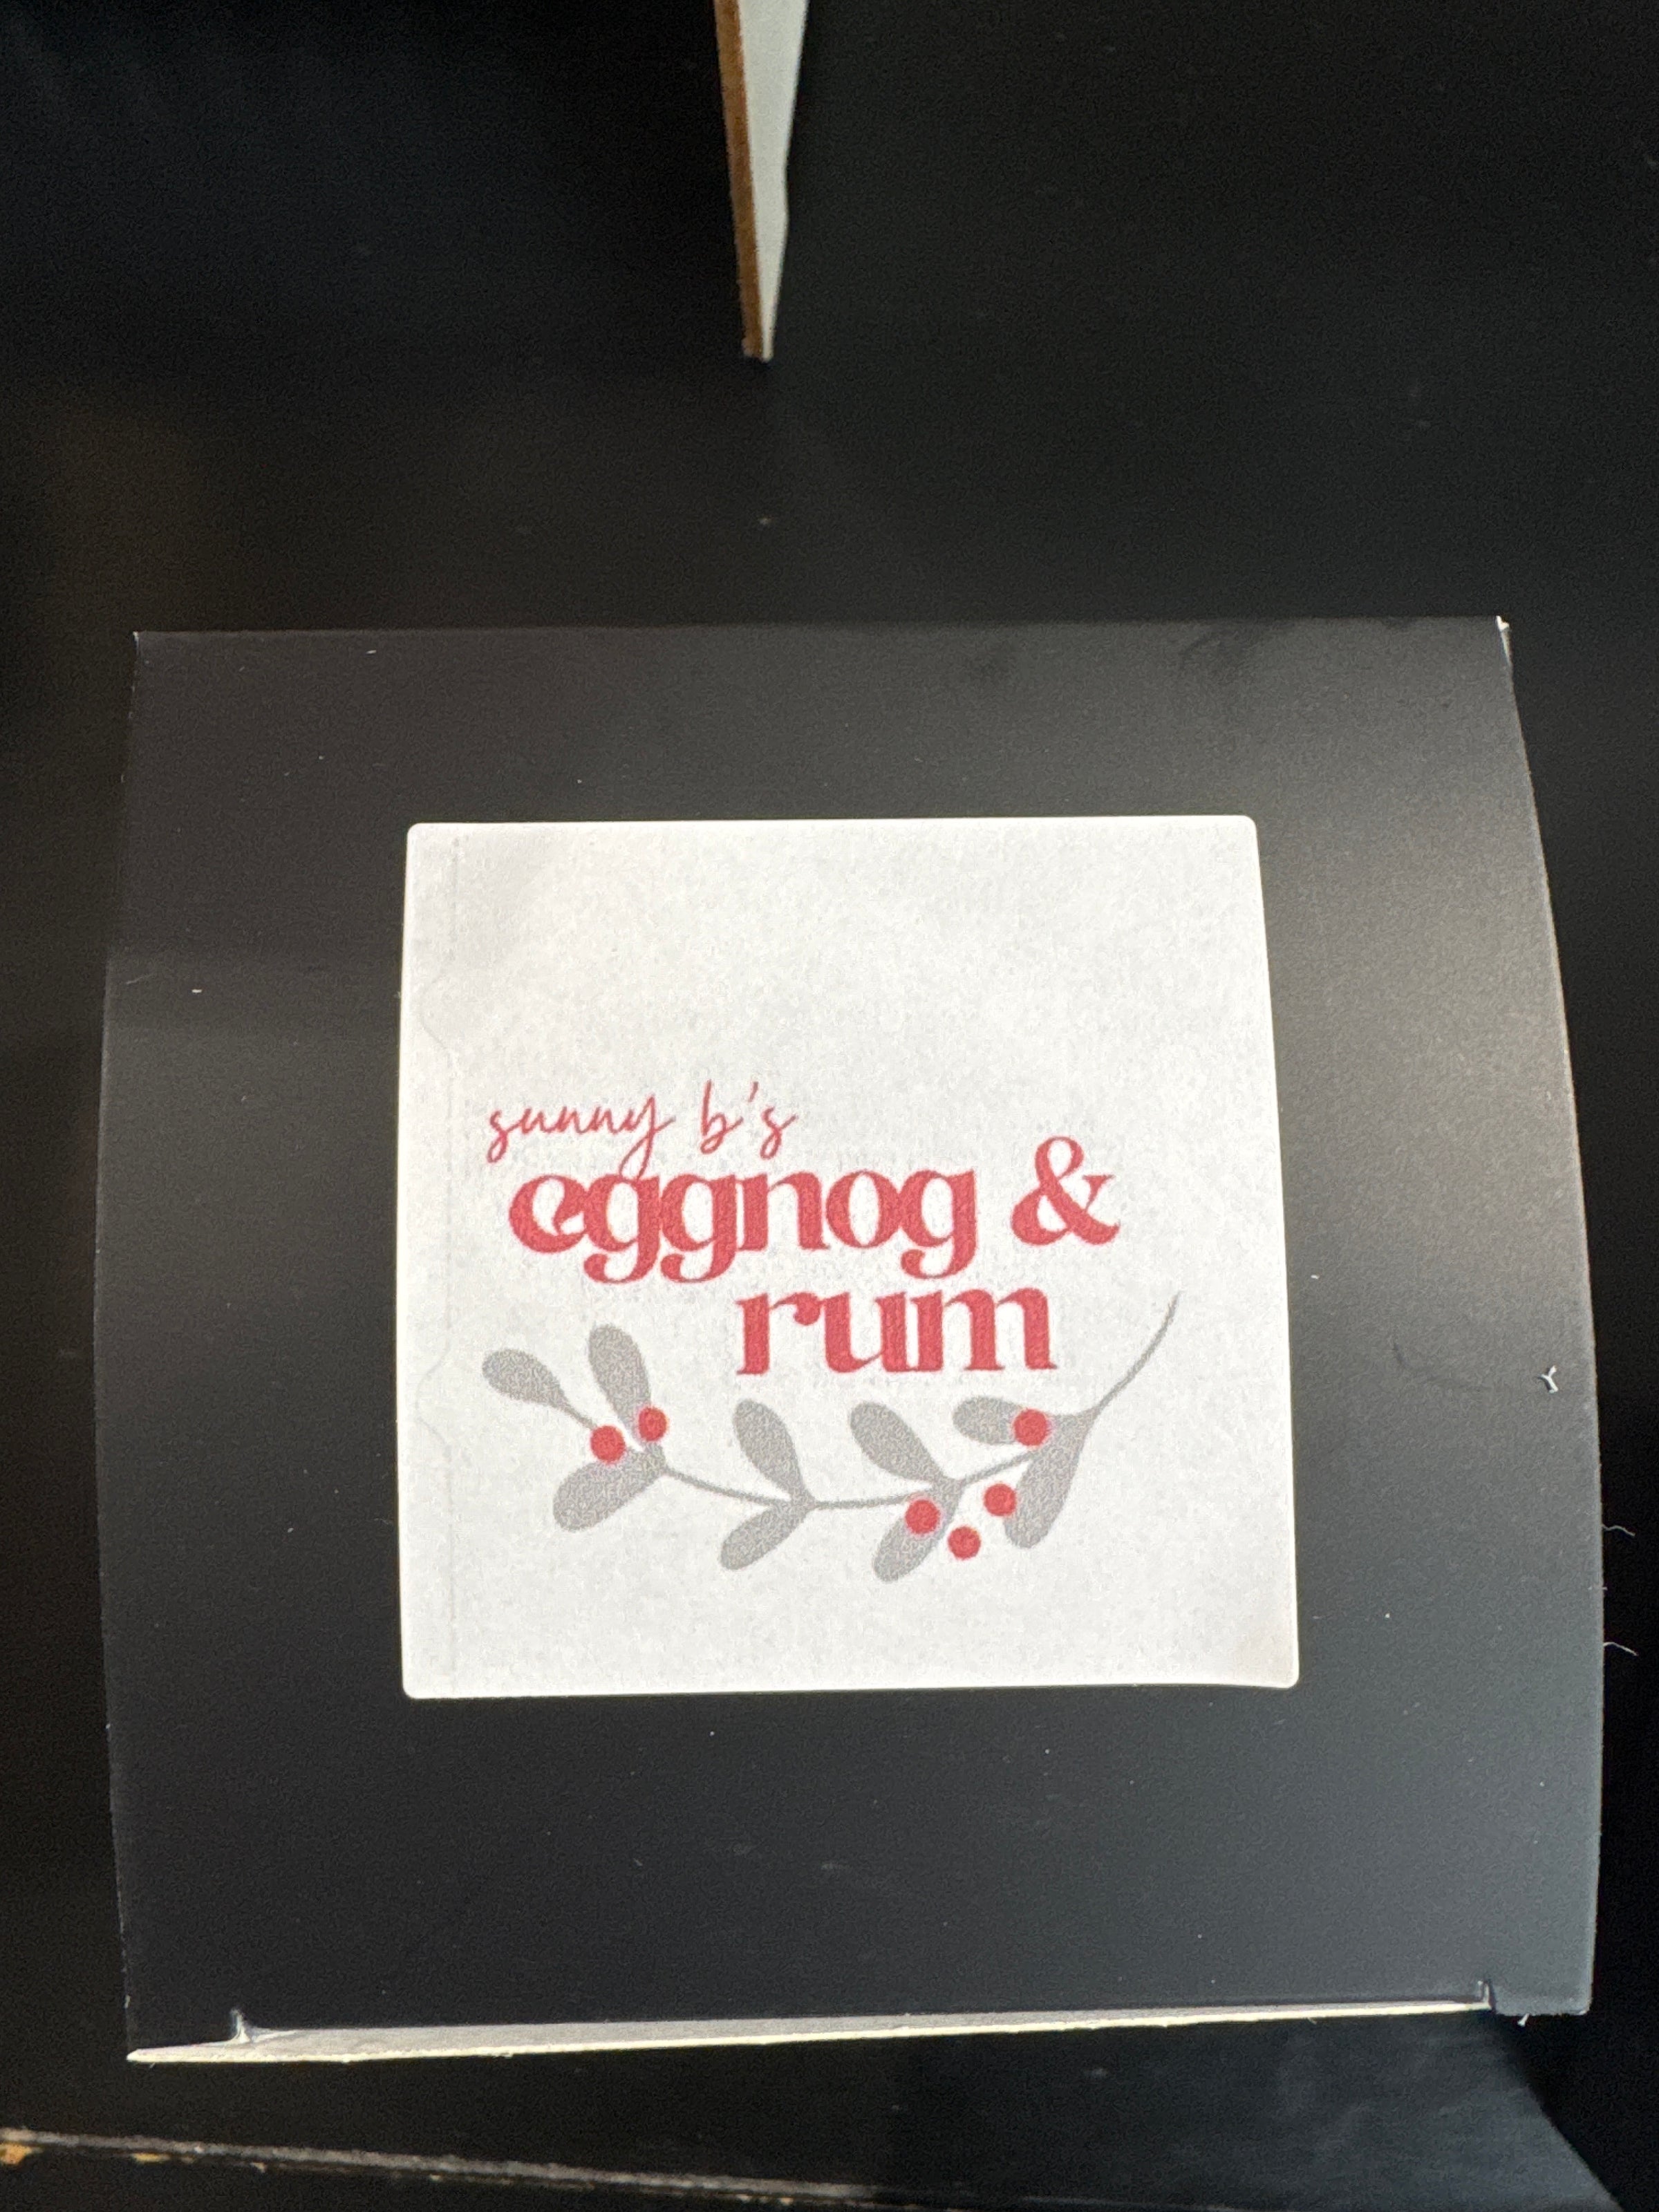 sunny b's
eggnog &
rum